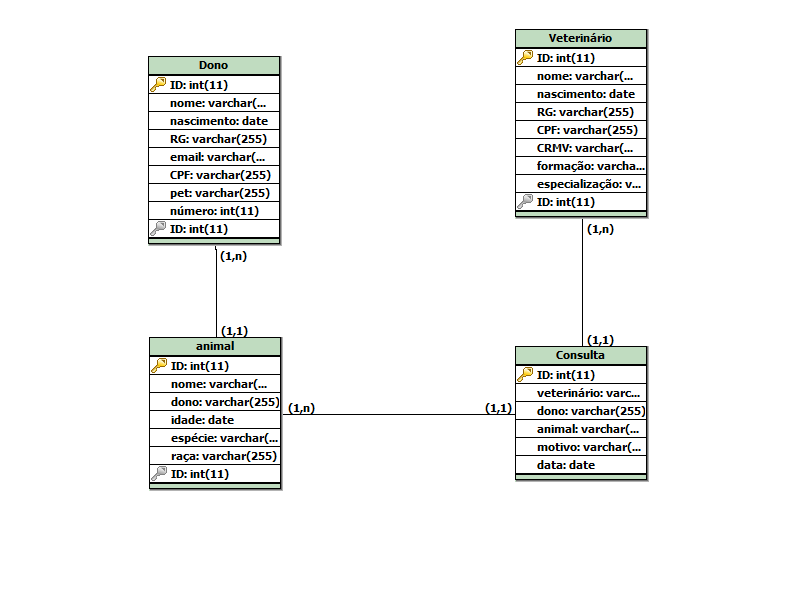 Dono
ID: int(11)
nome: varchar(...
nascimento: date
RG: varchar(255)
email: varchar(...
CPF: varchar(255)
pet: varchar(255)
número: int(11)
ID: int(11)
(1,n)
(1,1)
animal
ID: int(11)
nome: varchar(...
dono: varchar(255)
idade: date
espécie: varchar(...
raça: varchar(255)
ID: int(11)
(1,n)
(1,1)
Veterinário
ID: int(11)
nome: varchar(...
nascimento: date
RG: varchar(255)
CPF: varchar(255)
CRMV: varchar(...
formação: varcha...
especialização: v...
ID: int(11)
(1,n)
(1,1)
Consulta
ID: int(11)
veterinário: varc...
dono: varchar(255)
animal: varchar(...
motivo: varchar(...
data: date